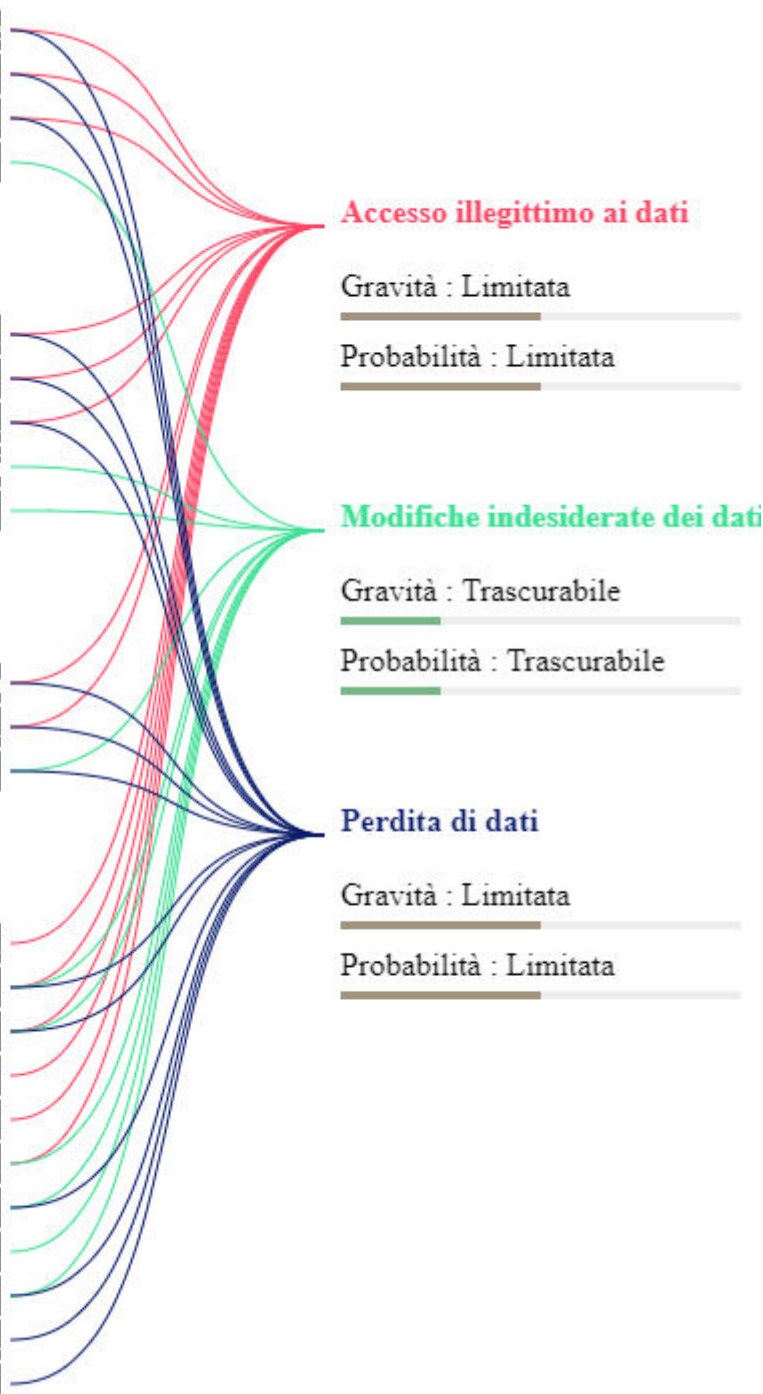 Accesso illegittimo ai dati
Gravità : Limitata
Probabilità : Limitata
Modifiche indesiderate dei dati
Gravità : Trascurabile
Probabilità : Trascurabile
Perdita di dati
Gravità : Limitata
Probabilità : Limitata